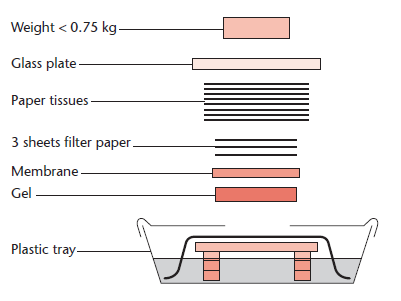 Weight < 0.75 kg
Glass plate
Paper tissues
3 sheets filter paper
Membrane
Gel
Plastic tray